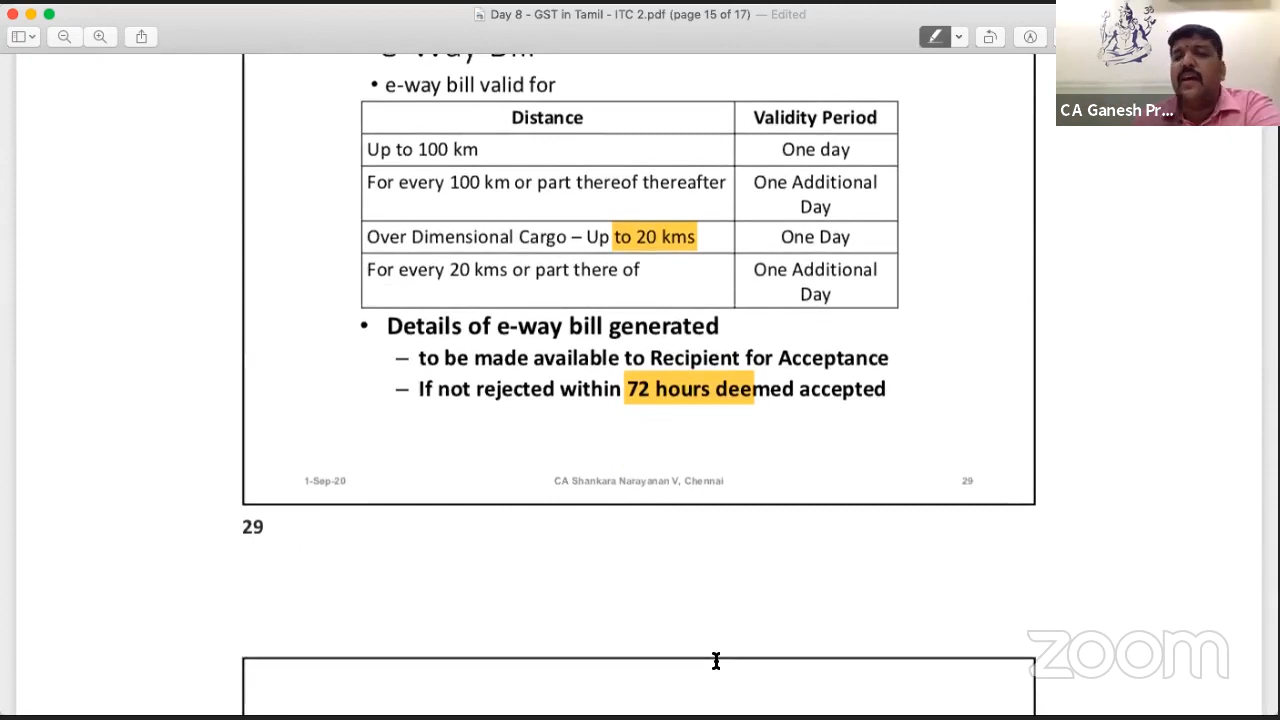 Day 8 - GST in Tamil - ITC 2.pdf (page 15 of 17) — Edited
CA Ganesh Pr...
e-Way Bill
• e-way bill valid for
Distance Validity Period
Up to 100 km One day
For every 100 km or part thereof thereafter One Additional
Day
Over Dimensional Cargo – Up to 20 kms One Day
For every 20 kms or part there of One Additional
Day
• Details of e-way bill generated
– to be made available to Recipient for Acceptance
– If not rejected within 72 hours deemed accepted
1-Sep-20 CA Shankara Narayanan V, Chennai 29
29
zoom